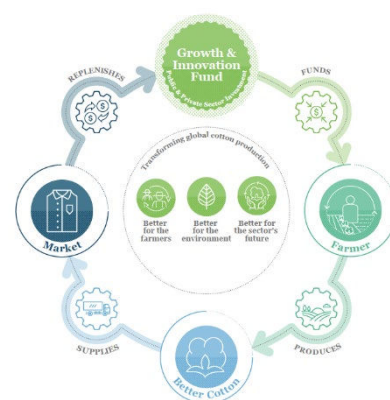 Growth &
Innovation
Fund
Public & Private Sector Investment
REPLENISHES
FUNDS
Transforming global cotton production
Better
for the
farmers
Better
for the
environment
Better for
the sector's
future
Market
Farmer
SUPPLIES
PRODUCES
Better Cotton